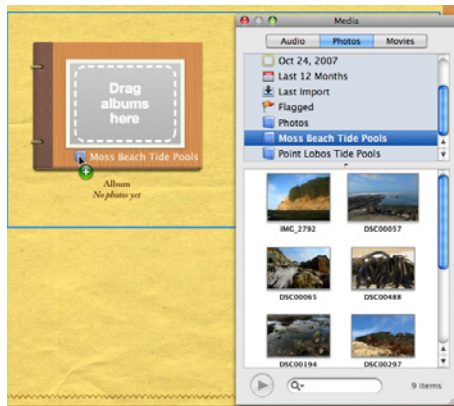 Drag
albums
here
Moss Beach Tide Pools
Album
No photos yet
Media
Audio Photos Movies
Oct 24, 2007
Last 12 Months
Last Import
Flagged
Photos
Moss Beach Tide Pools
Point Lobos Tide Pools
IMG_2792 DSC00057
DSC00065 DSC00488
DSC00194 DSC00297
9 items